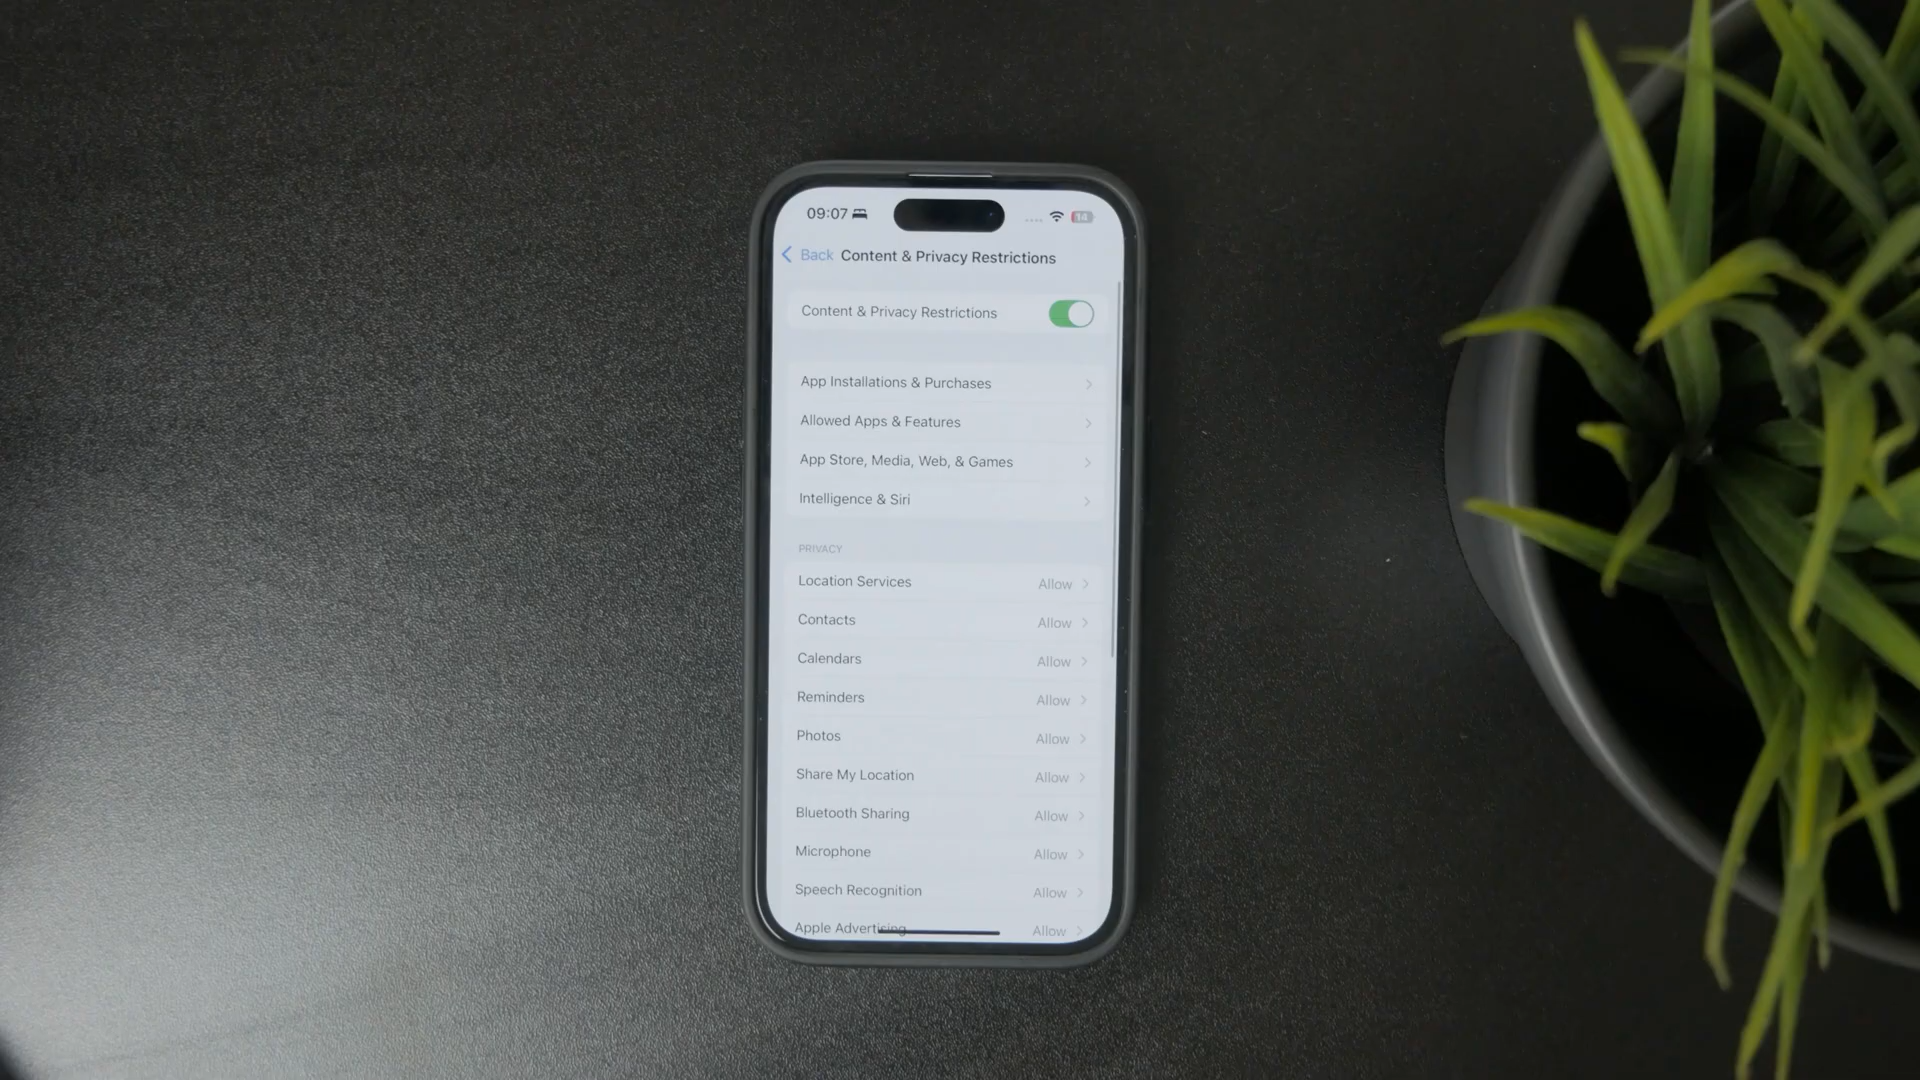 09:07
14
Back Content & Privacy Restrictions
Content & Privacy Restrictions
App Installations & Purchases
Allowed Apps & Features
App Store, Media, Web, & Games
Intelligence & Siri
PRIVACY
Location Services Allow
Contacts Allow
Calendars Allow
Reminders Allow
Photos Allow
Share My Location Allow
Bluetooth Sharing Allow
Microphone Allow
Speech Recognition Allow
Apple Advertising Allow